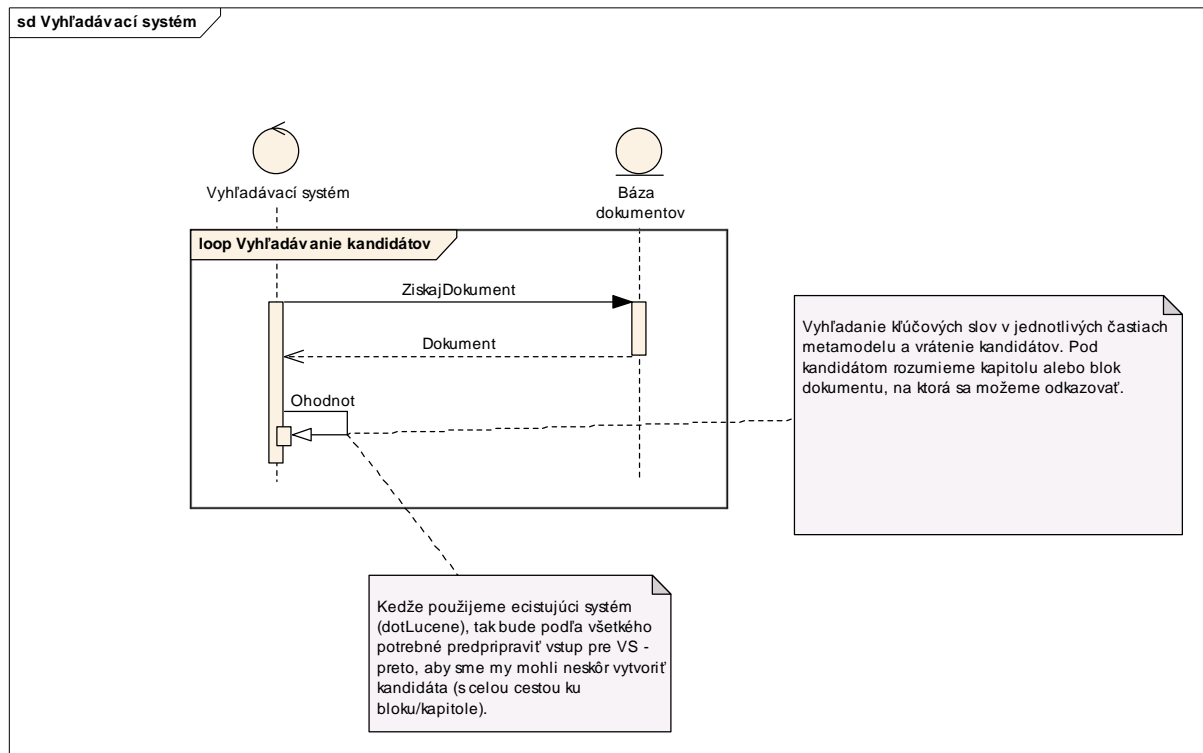 sd Vyhľadávací systém
Vyhľadávací systém
Báza
dokumentov
loop Vyhľadávanie kandidátov
ZiskajDokument
Dokument
Ohodnot
Vyhľadanie kľúčových slov v jednotlivých častiach
metamodelu a vrátenie kandidátov. Pod
kandidátom rozumieme kapitolu alebo blok
dokumentu, na ktorá sa možeme odkazovať.
Kedže použijeme ecistujúci systém
(dotLucene), tak bude podľa všetkého
potrebné predpripraviť vstup pre VS -
preto, aby sme my mohli neskôr vytvoriť
kandidáta (s celou cestou ku
bloku/kapitole).